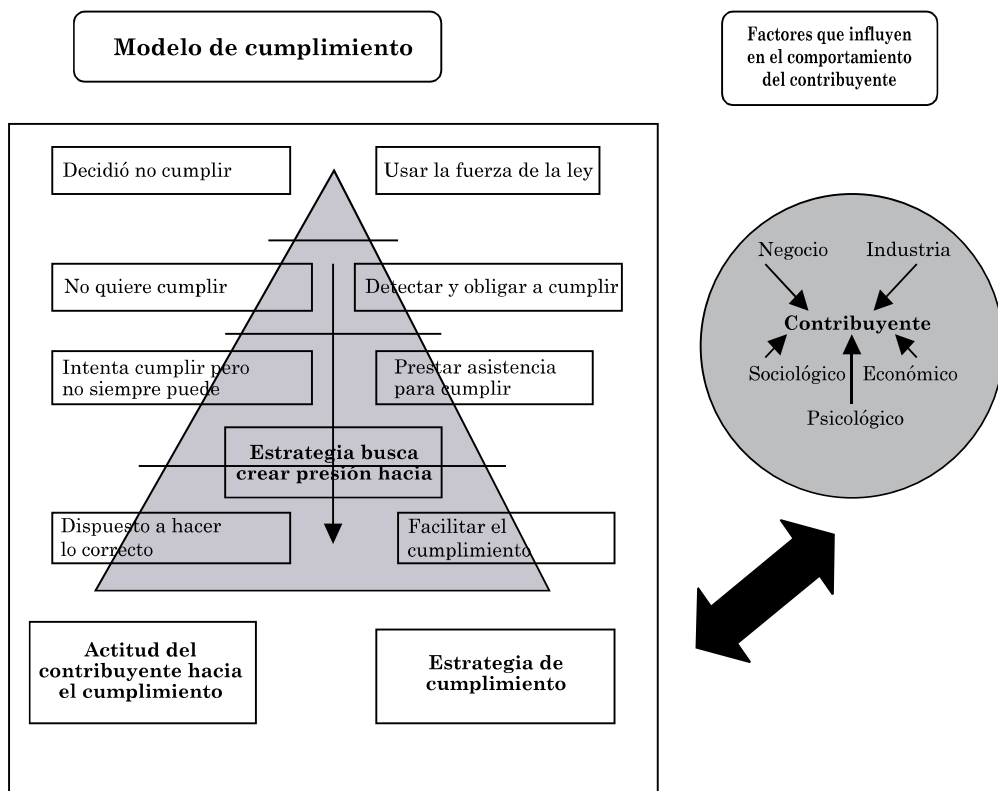 Modelo de cumplimiento
Factores que influyen
en el comportamiento
del contribuyente
Decidió no cumplir
Usar la fuerza de la ley
No quiere cumplir
Detectar y obligar a cumplir
Intenta cumplir pero
no siempre puede
Prestar asistencia
para cumplir
Estrategia busca
crear presión hacia
Dispuesto a hacer
lo correcto
Facilitar el
cumplimiento
Actitud del
contribuyente hacia
el cumplimiento
Estrategia de
cumplimiento
Negocio
Industria
Contribuyente
Sociológico
Económico
Psicológico